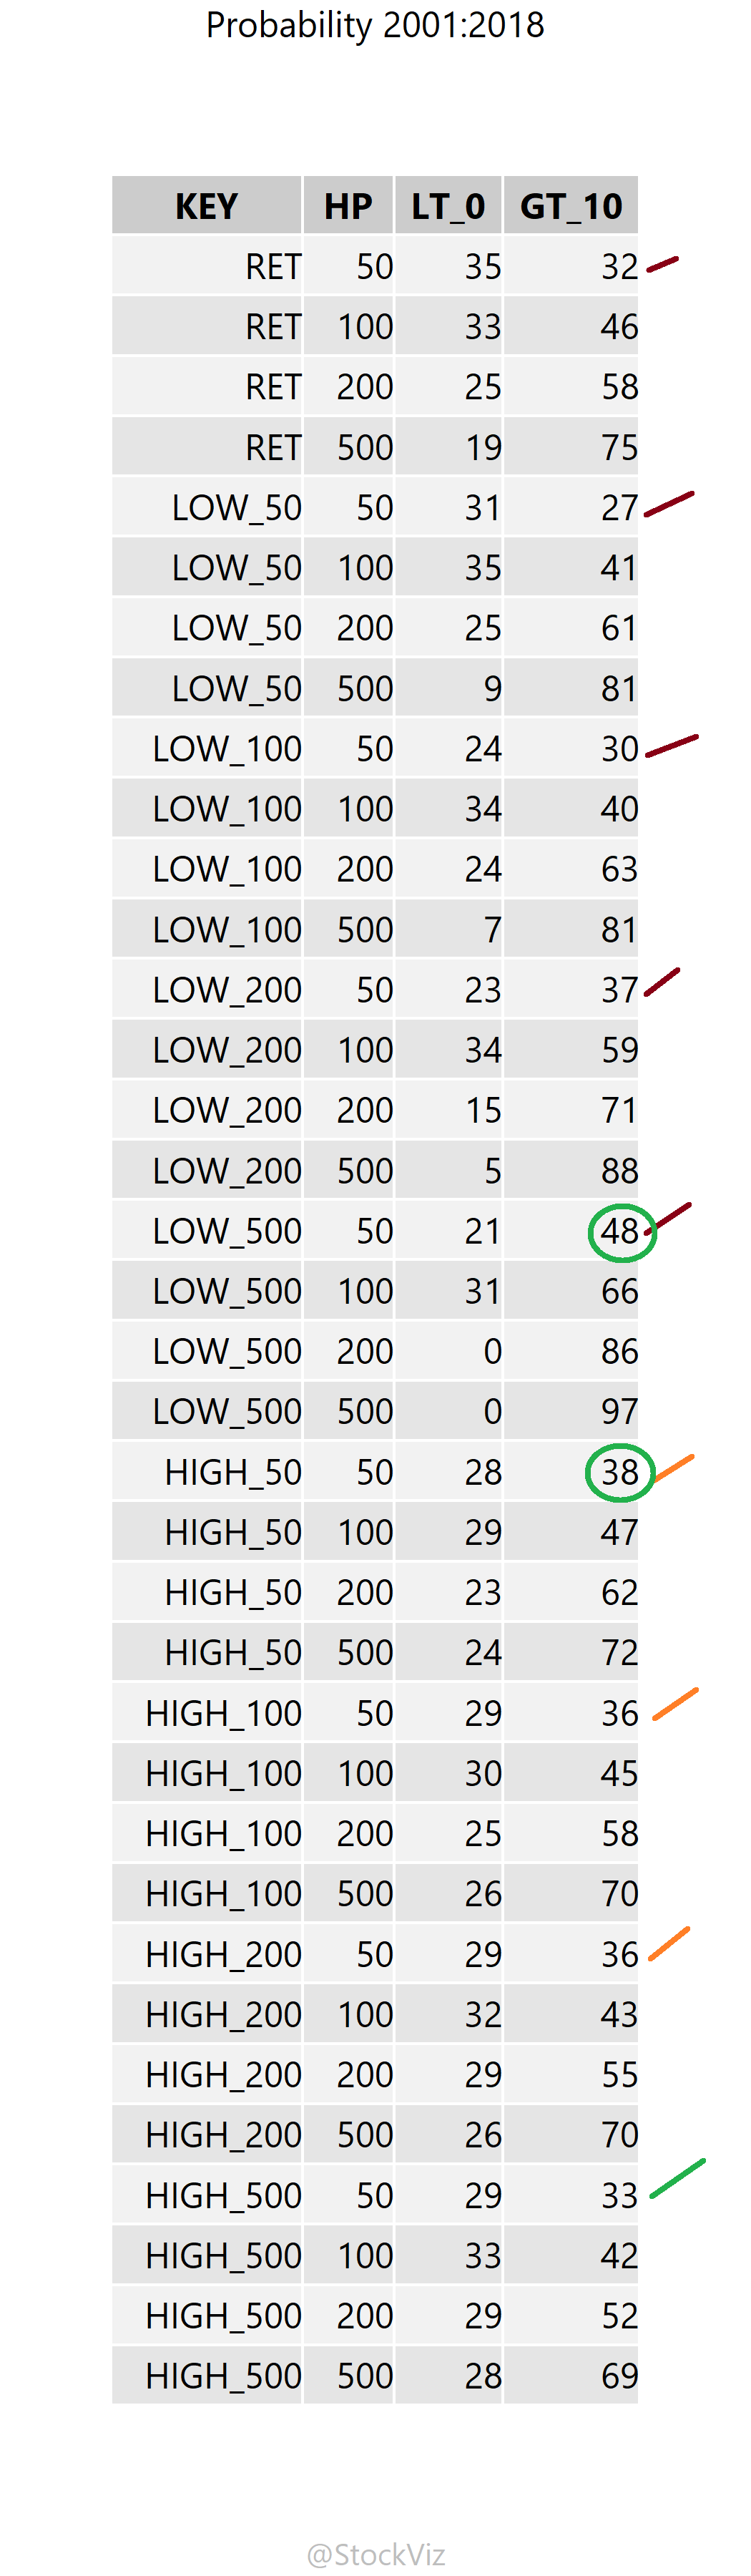 Probability 2001:2018
KEY HP LT_0 GT_10
RET 50 35 32
RET 100 33 46
RET 200 25 58
RET 500 19 75
LOW_50 50 31 27
LOW_50 100 35 41
LOW_50 200 25 61
LOW_50 500 9 81
LOW_100 50 24 30
LOW_100 100 34 40
LOW_100 200 24 63
LOW_100 500 7 81
LOW_200 50 23 37
LOW_200 100 34 59
LOW_200 200 15 71
LOW_200 500 5 88
LOW_500 50 21 48
LOW_500 100 31 66
LOW_500 200 0 86
LOW_500 500 0 97
HIGH_50 50 28 38
HIGH_50 100 29 47
HIGH_50 200 23 62
HIGH_50 500 24 72
HIGH_100 50 29 36
HIGH_100 100 30 45
HIGH_100 200 25 58
HIGH_100 500 26 70
HIGH_200 50 29 36
HIGH_200 100 32 43
HIGH_200 200 29 55
HIGH_200 500 26 70
HIGH_500 50 29 33
HIGH_500 100 33 42
HIGH_500 200 29 52
HIGH_500 500 28 69
@StockViz